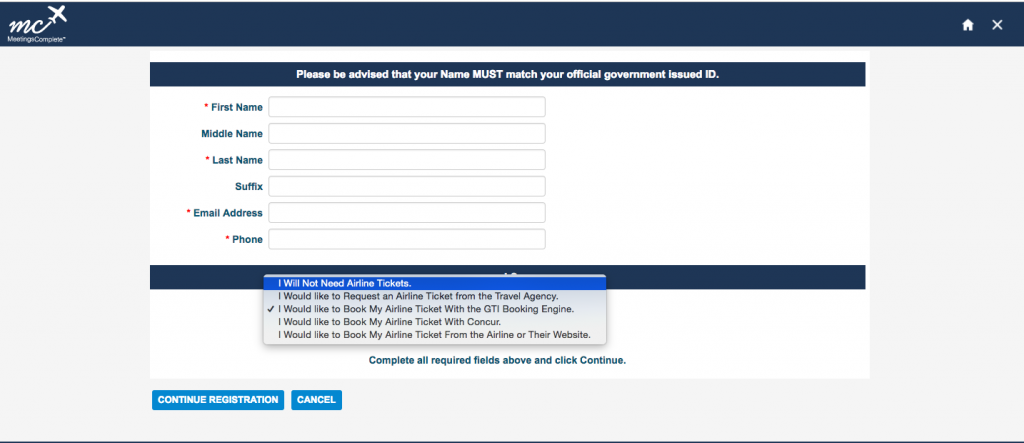 mc
MeetingsComplete™
Please be advised that your Name MUST match your official government issued ID.
* First Name
Middle Name
* Last Name
Suffix
* Email Address
* Phone
I Will Not Need Airline Tickets.
I Would like to Request an Airline Ticket from the Travel Agency.
✓ I Would like to Book My Airline Ticket With the GTI Booking Engine.
I Would like to Book My Airline Ticket With Concur.
I Would like to Book My Airline Ticket From the Airline or Their Website.
Complete all required fields above and click Continue.
CONTINUE REGISTRATION CANCEL